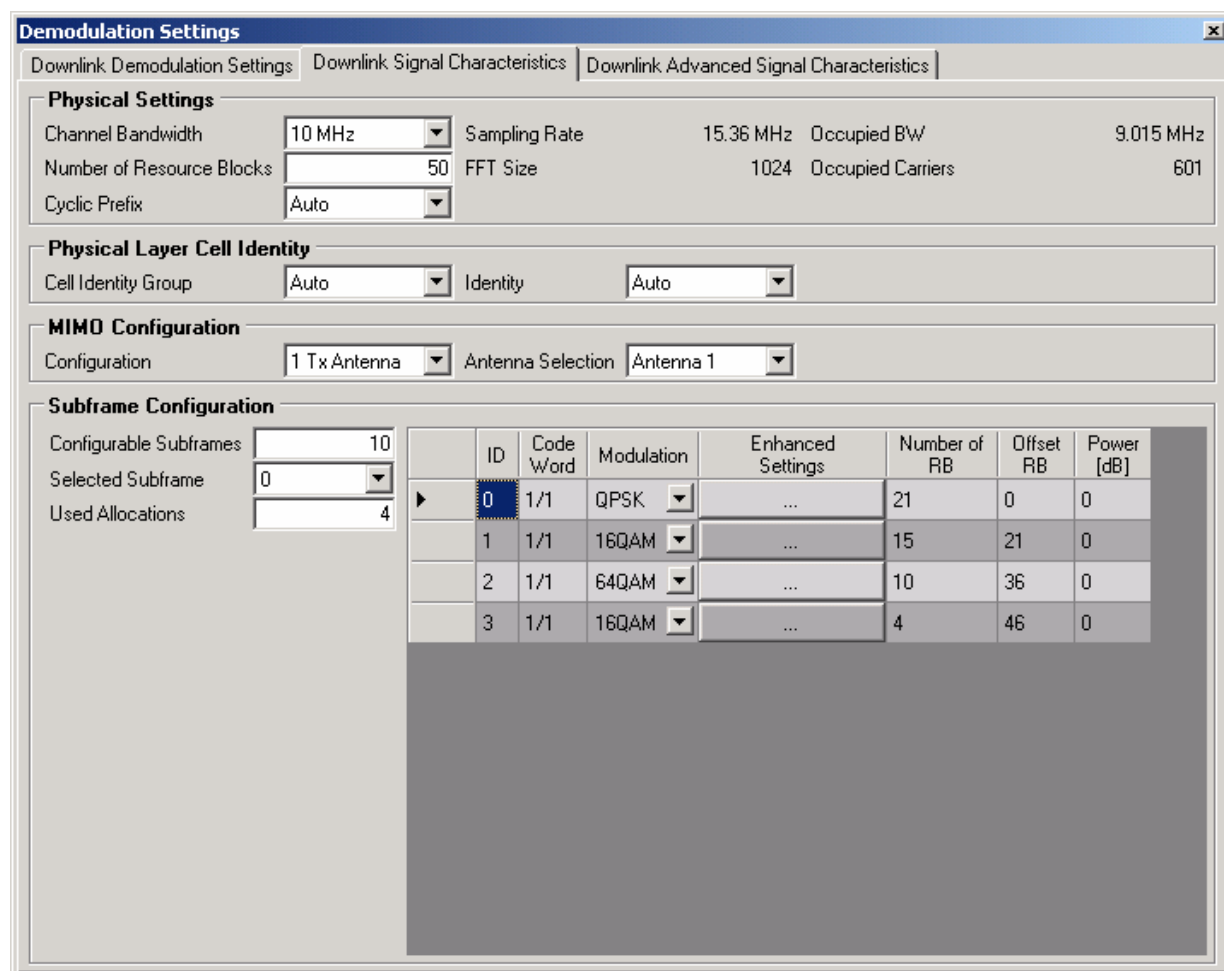 Demodulation Settings
Downlink Demodulation Settings Downlink Signal Characteristics Downlink Advanced Signal Characteristics
Physical Settings
Channel Bandwidth 10 MHz Sampling Rate 15.36 MHz Occupied BW 9.015 MHz
Number of Resource Blocks 50 FFT Size 1024 Occupied Carriers 601
Cyclic Prefix Auto
Physical Layer Cell Identity
Cell Identity Group Auto Identity Auto
MIMO Configuration
Configuration 1 Tx Antenna Antenna Selection Antenna 1
Subframe Configuration
Configurable Subframes 10
Selected Subframe 0
Used Allocations 4
ID Code Word Modulation Enhanced Settings Number of RB Offset RB Power [dB]
0 1/1 QPSK ... 21 0 0
1 1/1 16QAM ... 15 21 0
2 1/1 64QAM ... 10 36 0
3 1/1 16QAM ... 4 46 0